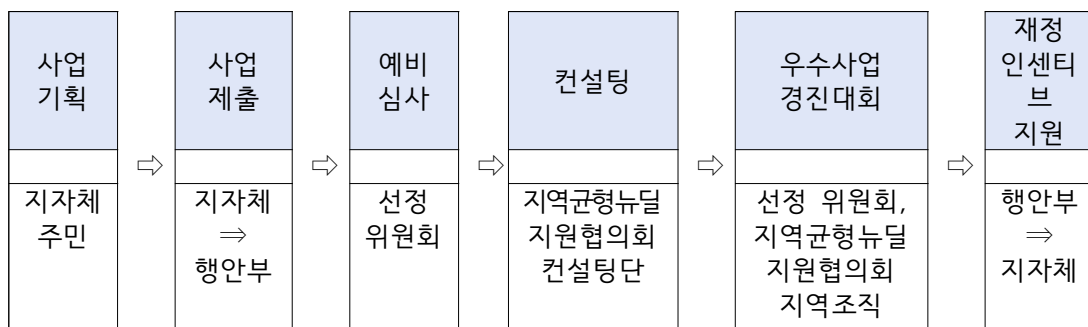 사업
기획
⇨
사업
제출
⇨
예비
심사
⇨
컨설팅
⇨
우수사업
경진대회
⇨
재정
인센티
브
지원
지자체
주민
지자체
⇒
행안부
선정
위원회
지역균형뉴딜
지원협의회
컨설팅단
선정 위원회,
지역균형뉴딜
지원협의회
지역조직
행안부
⇒
지자체